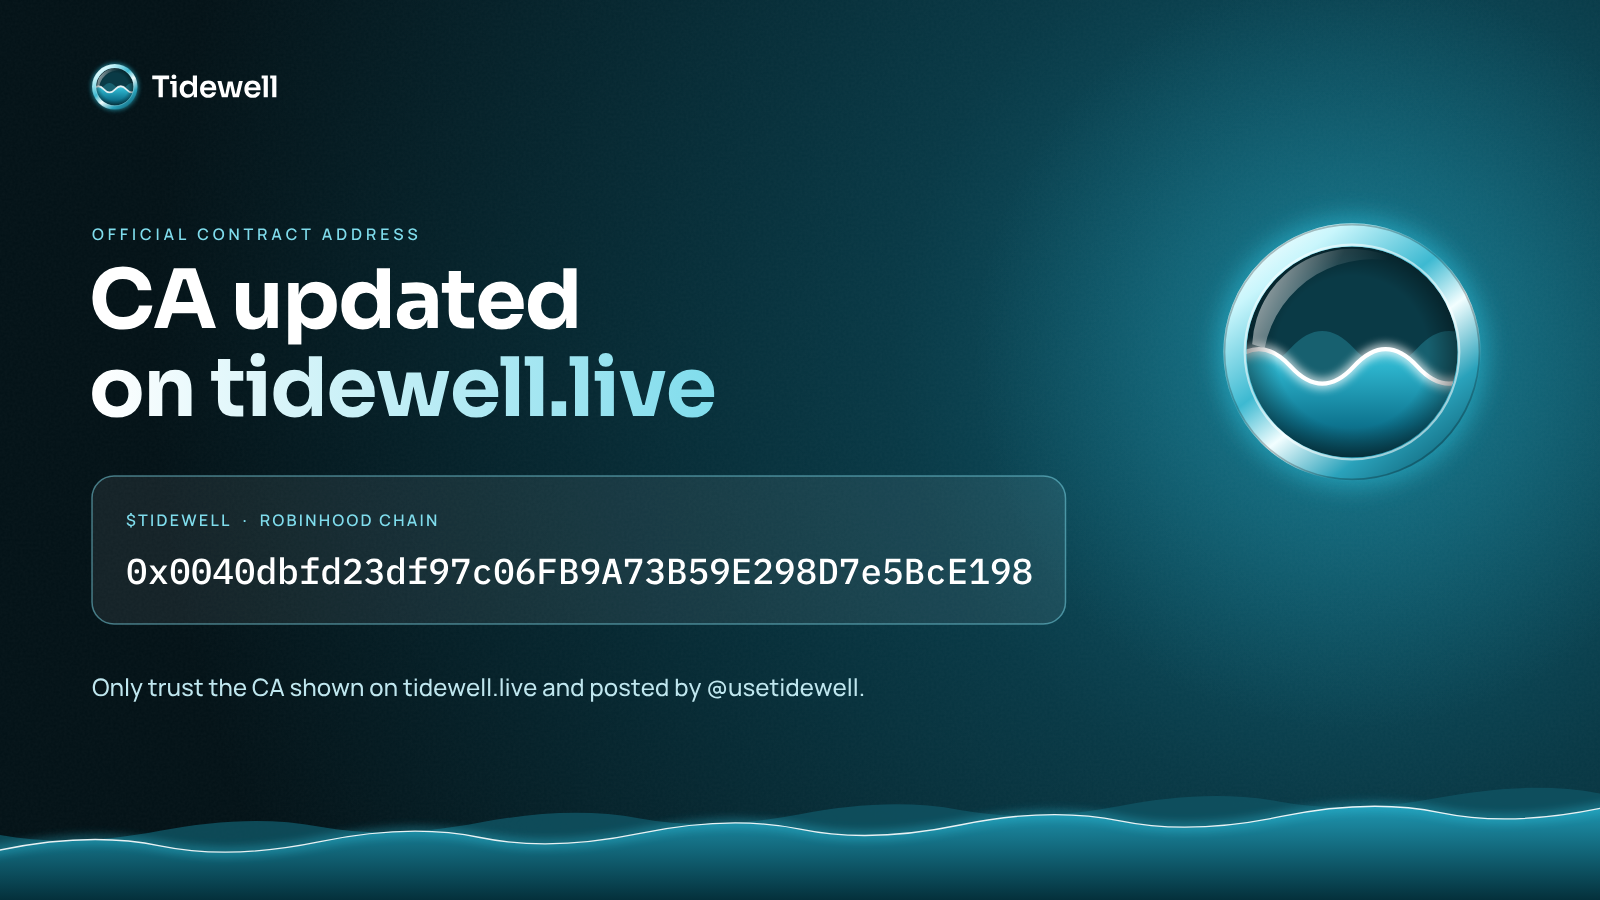 Tidewell
OFFICIAL CONTRACT ADDRESS
CA updated
on tidewell.live
$TIDEWELL · ROBINHOOD CHAIN
0x0040dbfd23df97c06FB9A73B59E298D7e5BcE198
Only trust the CA shown on tidewell.live and posted by @usetidewell.